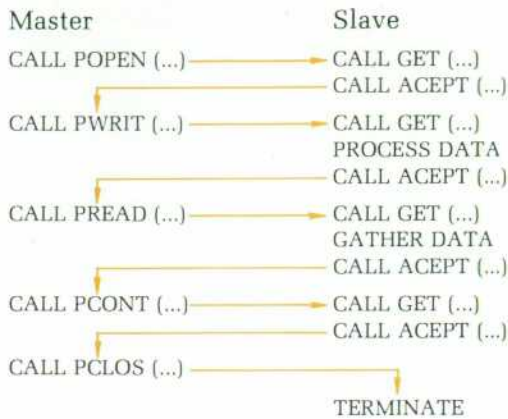 Master Slave
CALL POPEN (...) CALL GET (...)
CALL ACEPT (...)
CALL PWRIT (...) CALL GET (...)
PROCESS DATA
CALL ACEPT (...)
CALL PREAD (...) CALL GET (...)
GATHER DATA
CALL ACEPT (...)
CALL PCONT (...) CALL GET (...)
CALL ACEPT (...)
CALL PCLOS (...)
TERMINATE